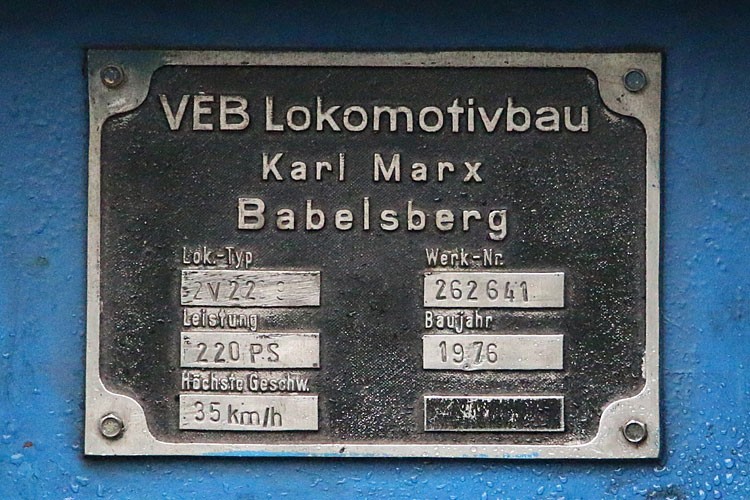 VEB Lokomotivbau
Karl Marx
Babelsberg
Lok.-Typ
Werk-Nr.
262641
Leistung
Baujahr
220 PS
1976
Höchste Geschw.
35 km/h